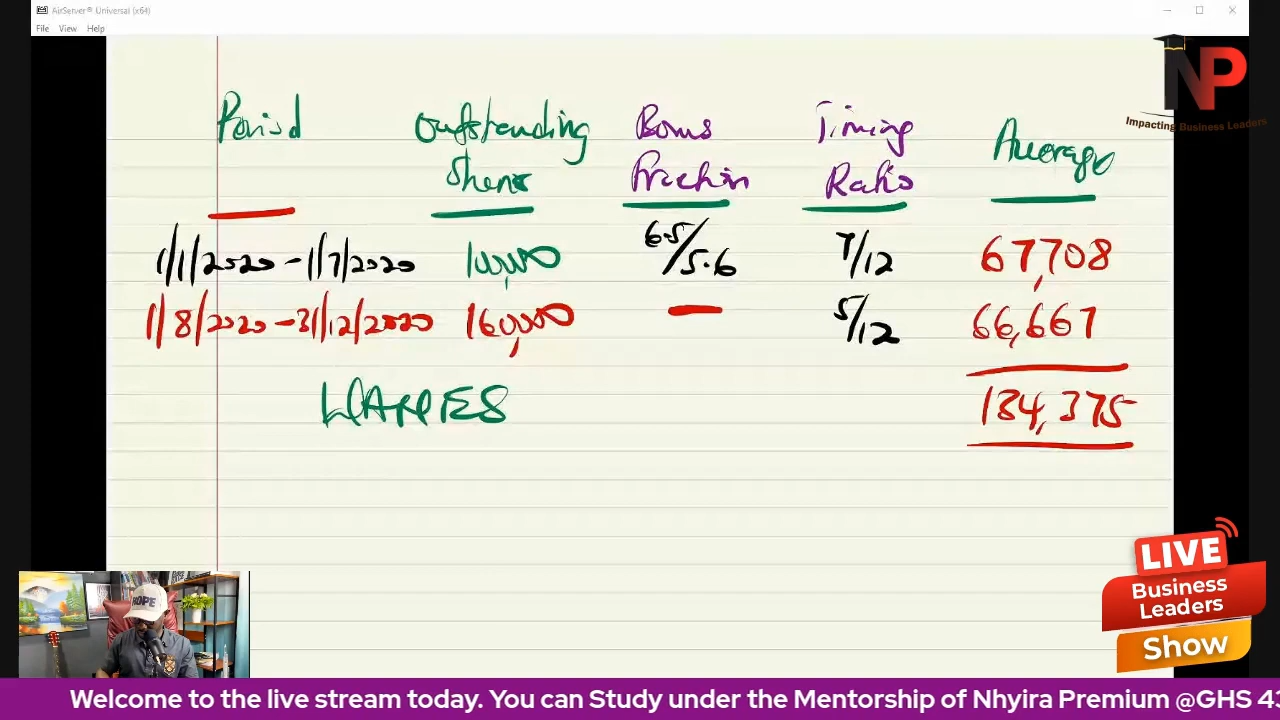 AirServer® Universal (x64)
File View Help
NP
Impacting Business Leaders
Period Outstanding Shares Bonus Fraction Timing Ratio Average
1/1/2020 - 1/7/2020 100,000 6.5/5.6 7/12 67,708
1/8/2020 - 31/12/2020 160,000 - 5/12 66,667
134,375
HOPE
LIVE
Business
Leaders
Show
Welcome to the live stream today. You can Study under the Mentorship of Nhyira Premium @GHS 43